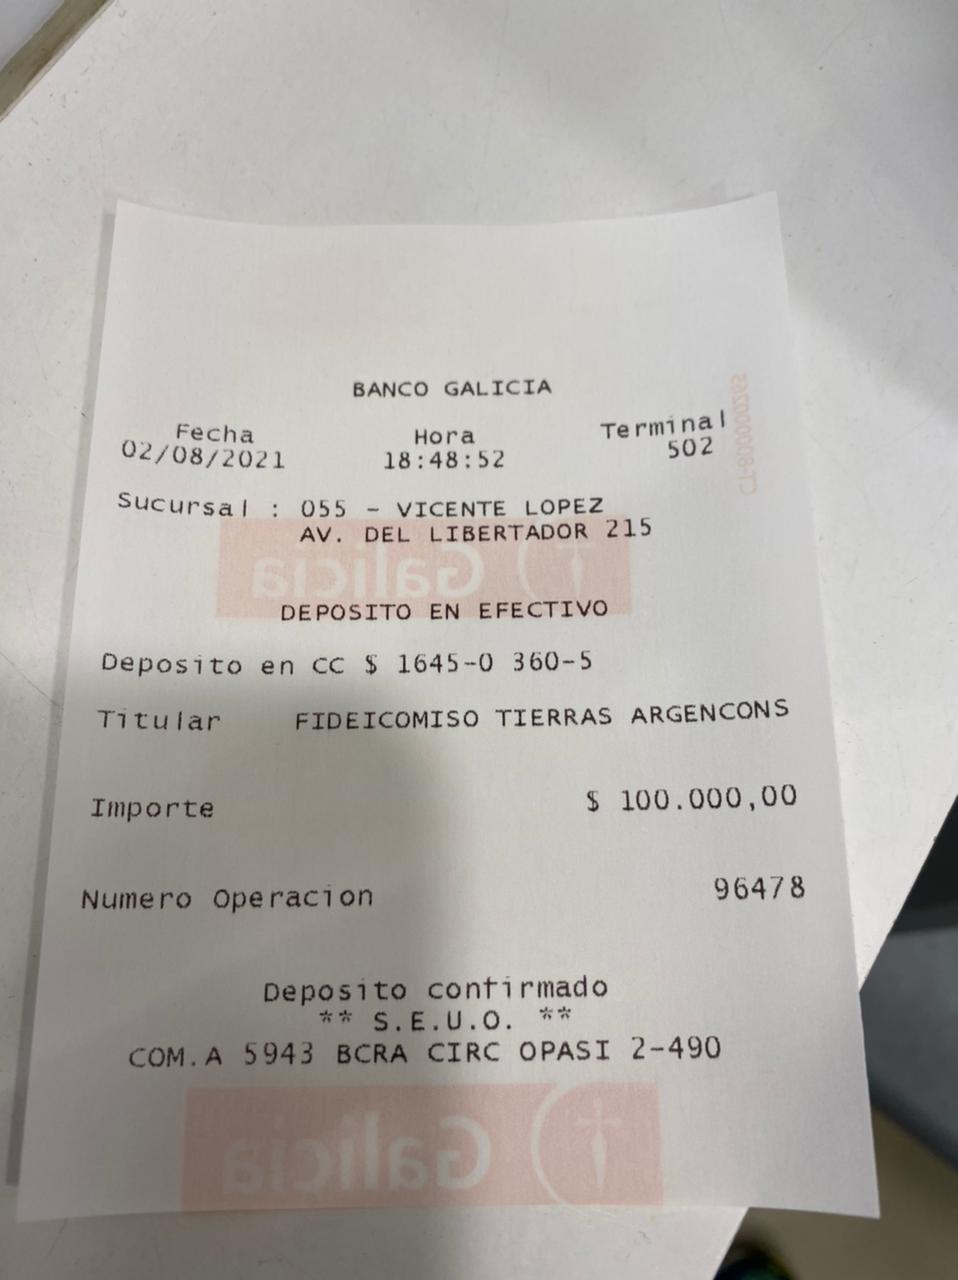 BANCO GALICIA
Fecha Hora Terminal
02/08/2021 18:48:52 502
Sucursal : 055 - VICENTE LOPEZ
AV. DEL LIBERTADOR 215
Galicia
DEPOSITO EN EFECTIVO
Deposito en CC $ 1645-0 360-5
Titular FIDEICOMISO TIERRAS ARGENCONS
Importe $ 100.000,00
Numero Operacion 96478
Deposito confirmado
** S.E.U.O. **
COM.A 5943 BCRA CIRC OPASI 2-490
Galicia